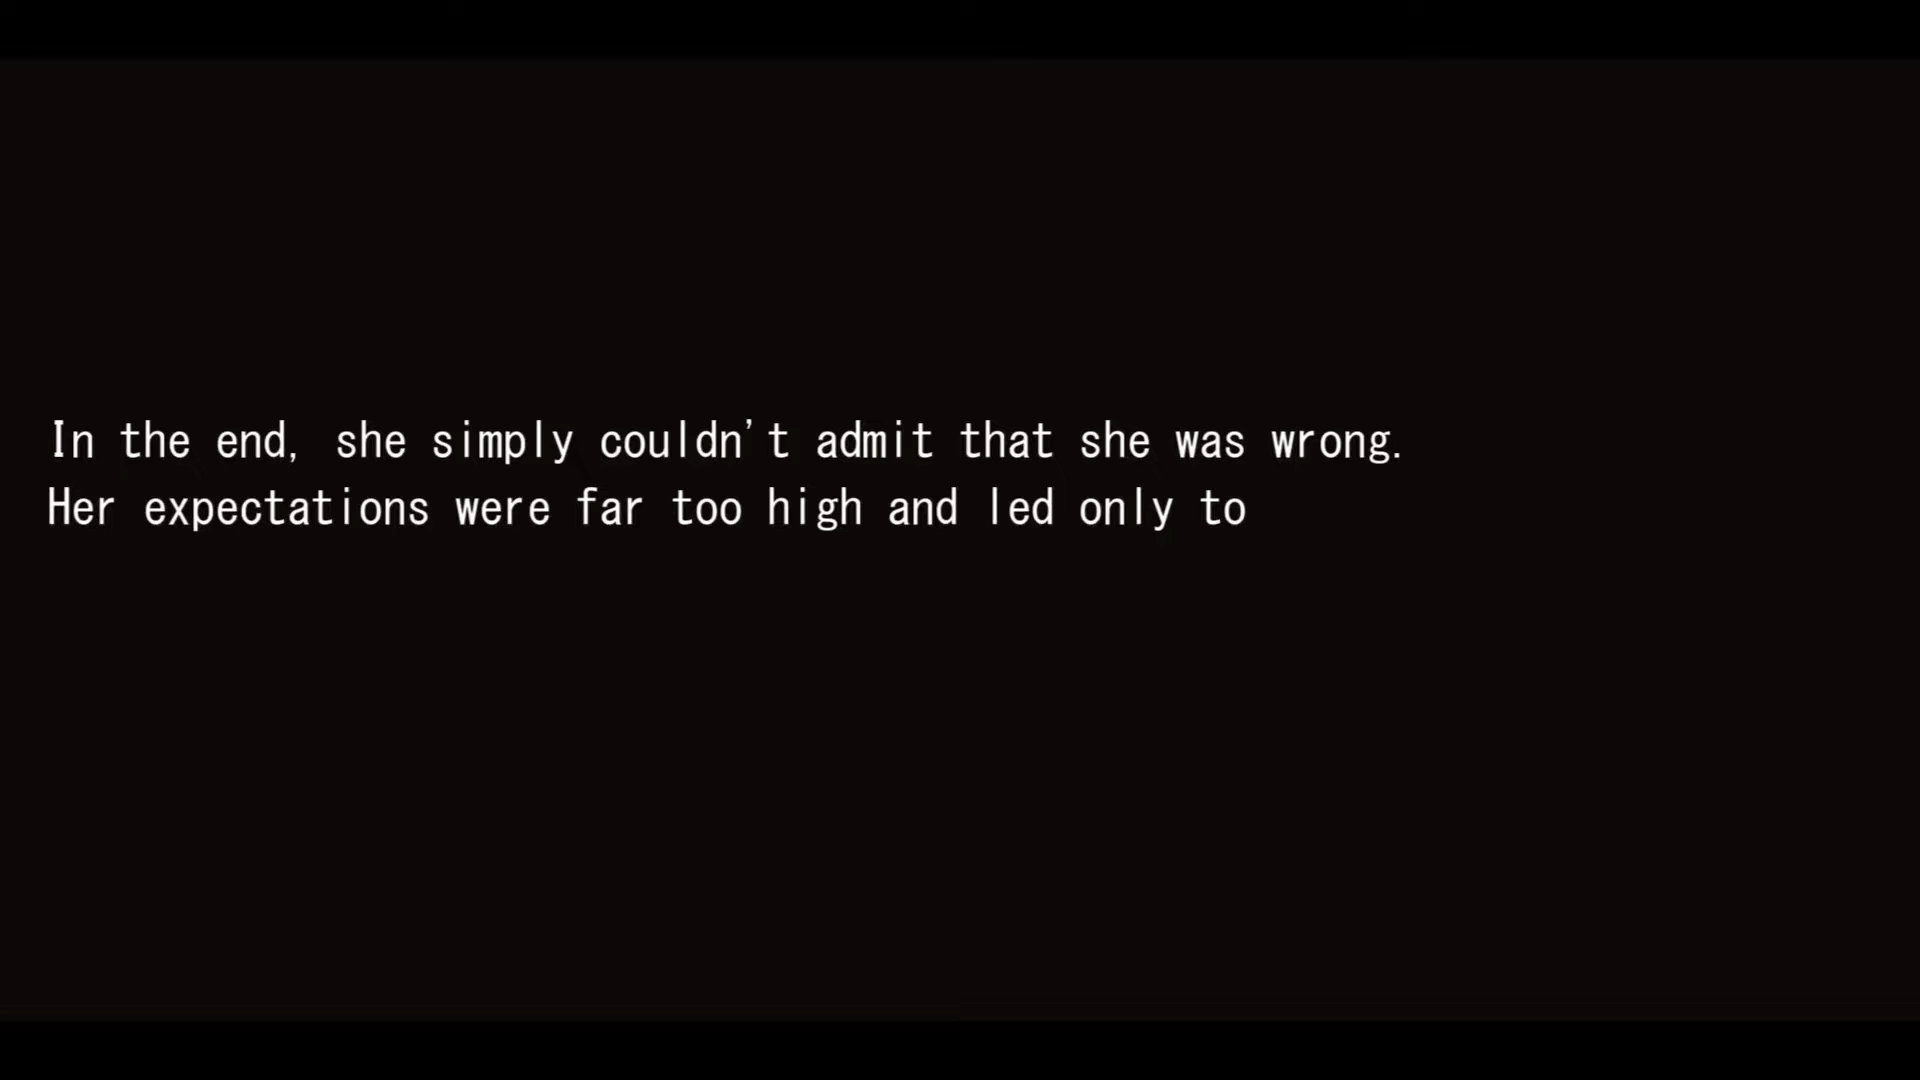 In the end, she simply couldn't admit that she was wrong.
Her expectations were far too high and led only to